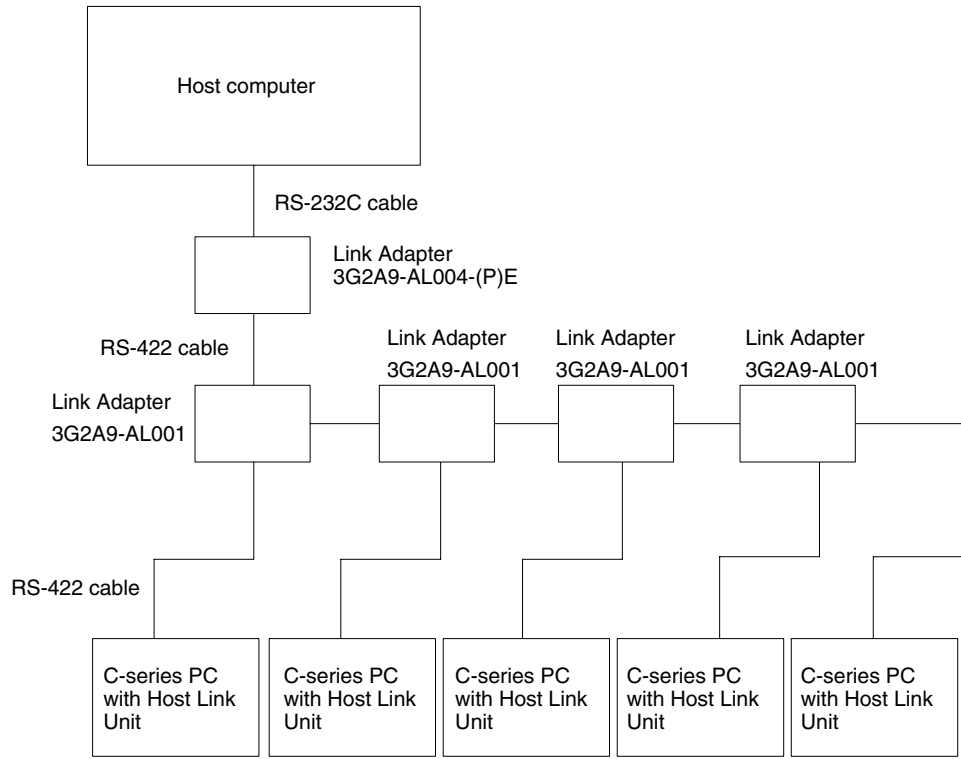 Host computer
RS-232C cable
Link Adapter
3G2A9-AL004-(P)E
RS-422 cable
Link Adapter
3G2A9-AL001
Link Adapter
3G2A9-AL001
Link Adapter
3G2A9-AL001
Link Adapter
3G2A9-AL001
RS-422 cable
C-series PC
with Host Link
Unit
C-series PC
with Host Link
Unit
C-series PC
with Host Link
Unit
C-series PC
with Host Link
Unit
C-series PC
with Host Link
Unit